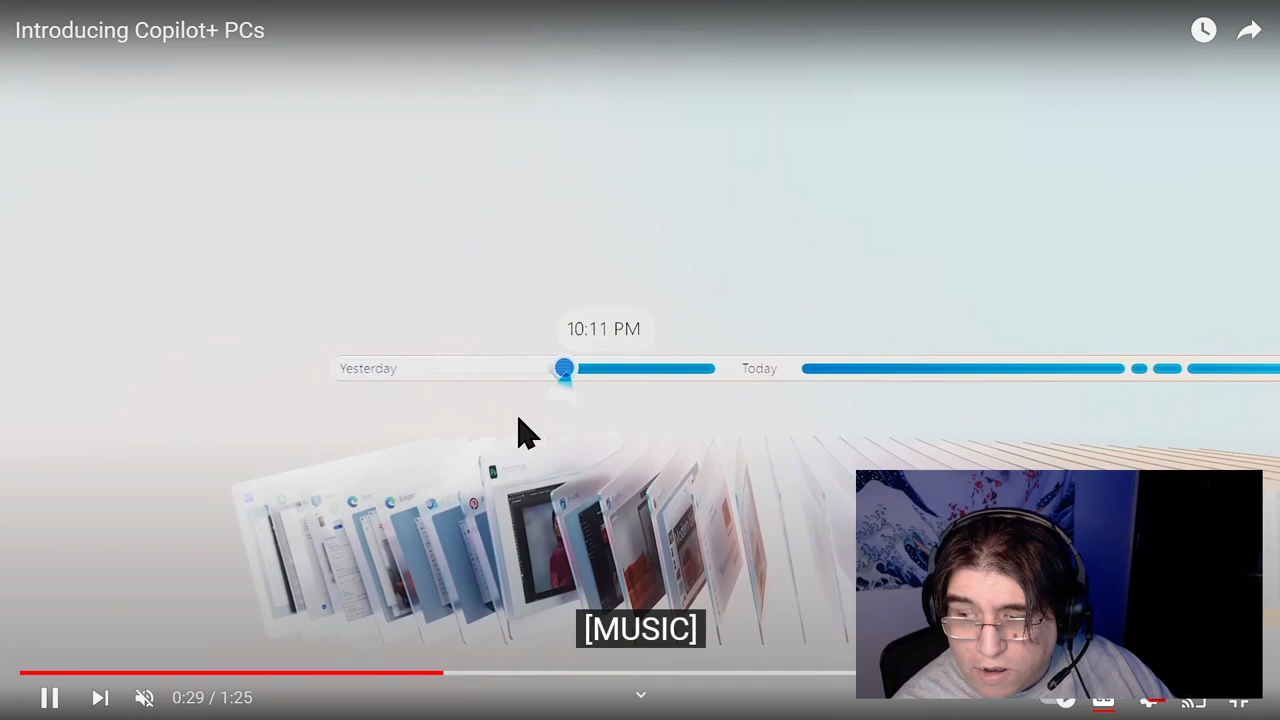 Introducing Copilot+ PCs
10:11 PM
Yesterday
Today
[MUSIC]
0:29 / 1:25